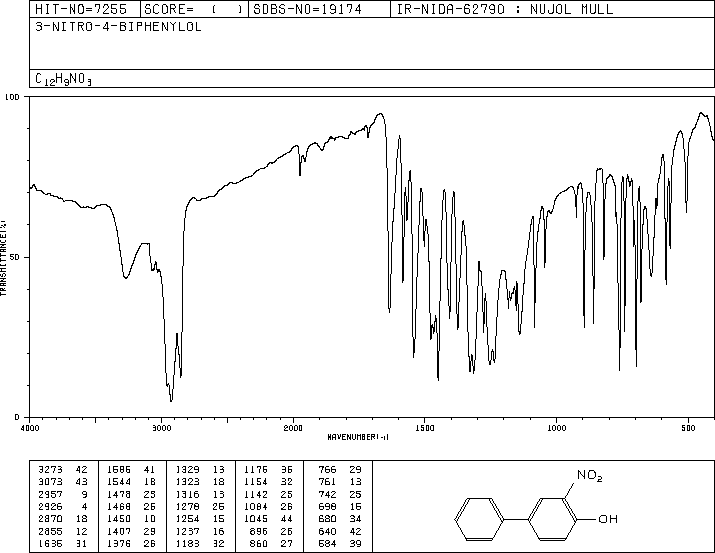 HIT-NO=7255 SCORE= ( ) SDBS-NO=19174 IR-NIDA-62790 : NUJOL MULL
3-NITRO-4-BIPHENYLOL
C12H9NO3
100
TRANSMITTANCE(%)
50
0
4000 3000 2000 1500 1000 500
WAVENUMBER(-1)
3273 42 1586 41 1329 13 1176 36 766 29
3073 43 1544 18 1323 18 1154 32 761 13
2957 9 1478 23 1316 13 1142 25 742 25
2926 4 1468 26 1278 26 1084 26 698 15
2870 18 1450 10 1254 15 1045 44 680 34
2855 12 1407 29 1237 16 896 26 640 42
1636 31 1376 26 1183 32 860 27 584 39
NO2
OH